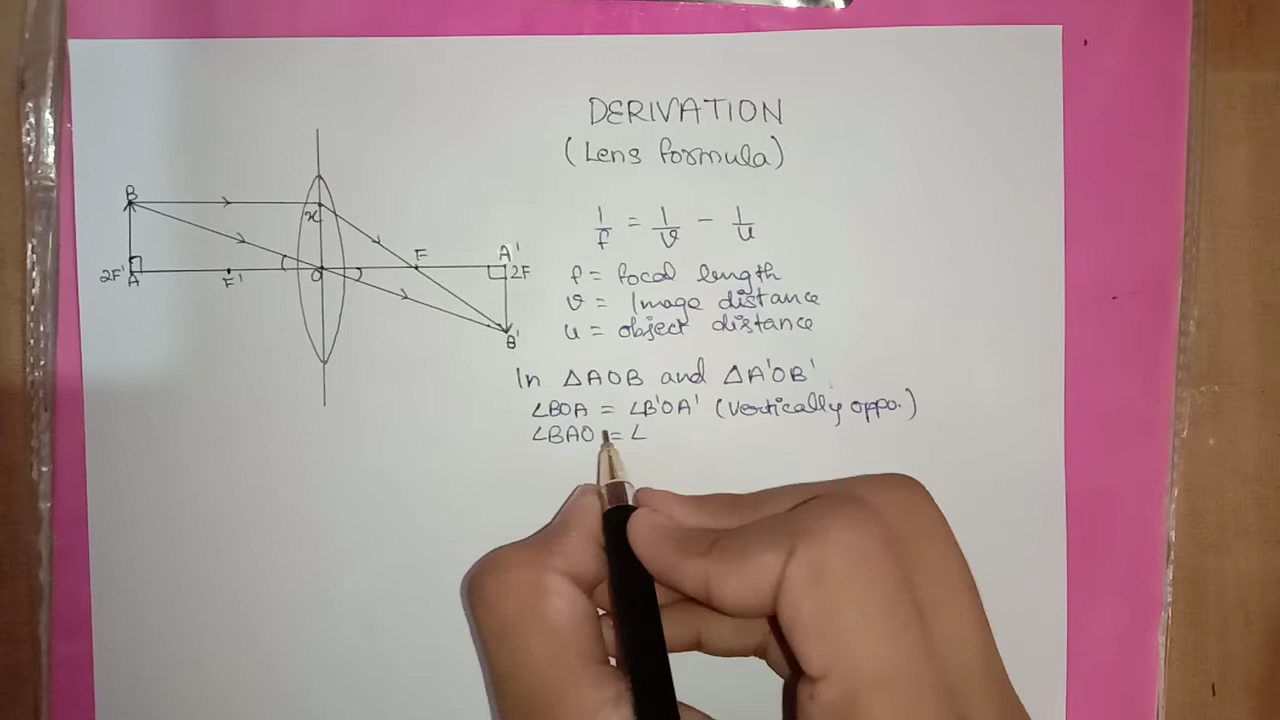 DERIVATION
(Lens formula)
1/f = 1/v - 1/u
f = focal length
v = Image distance
u = object distance
In ΔAOB and ΔA'OB'
∠BOA = ∠B'OA' (vertically oppo.)
∠BAO = ∠
B
x
2F'
A
F'
O
F
A'
2F
B'